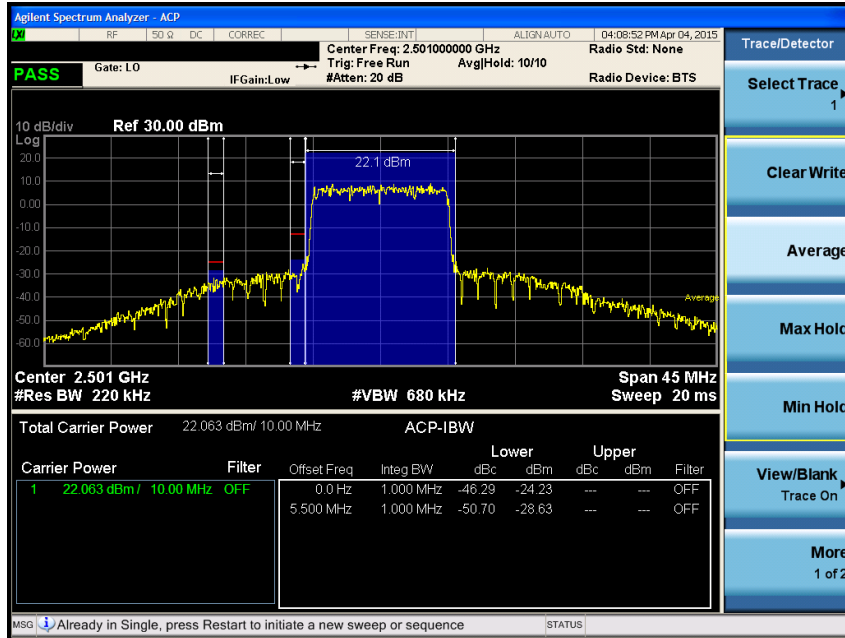 Agilent Spectrum Analyzer - ACP
LXI RF 50 Ω DC CORREC SENSE:INT ALIGN AUTO 04:08:52 PM Apr 04, 2015
Center Freq: 2.501000000 GHz Radio Std: None
Trig: Free Run Avg|Hold: 10/10
PASS Gate: LO IFGain:Low #Atten: 20 dB Radio Device: BTS
10 dB/div Ref 30.00 dBm
Log
20.0
10.0
0.00
-10.0
-20.0
-30.0
-40.0
-50.0
-60.0
22.1 dBm
Average
Center 2.501 GHz Span 45 MHz
#Res BW 220 kHz #VBW 680 kHz Sweep 20 ms
Total Carrier Power 22.063 dBm/ 10.00 MHz ACP-IBW
Lower Upper
Carrier Power Filter Offset Freq Integ BW dBc dBm dBc dBm Filter
1 22.063 dBm / 10.00 MHz OFF 0.0 Hz 1.000 MHz -46.29 -24.23 --- --- OFF
5.500 MHz 1.000 MHz -50.70 -28.63 --- --- OFF
MSG Already in Single, press Restart to initiate a new sweep or sequence STATUS
Trace/Detector
Select Trace
1
Clear Write
Average
Max Hold
Min Hold
View/Blank
Trace On
More
1 of 2